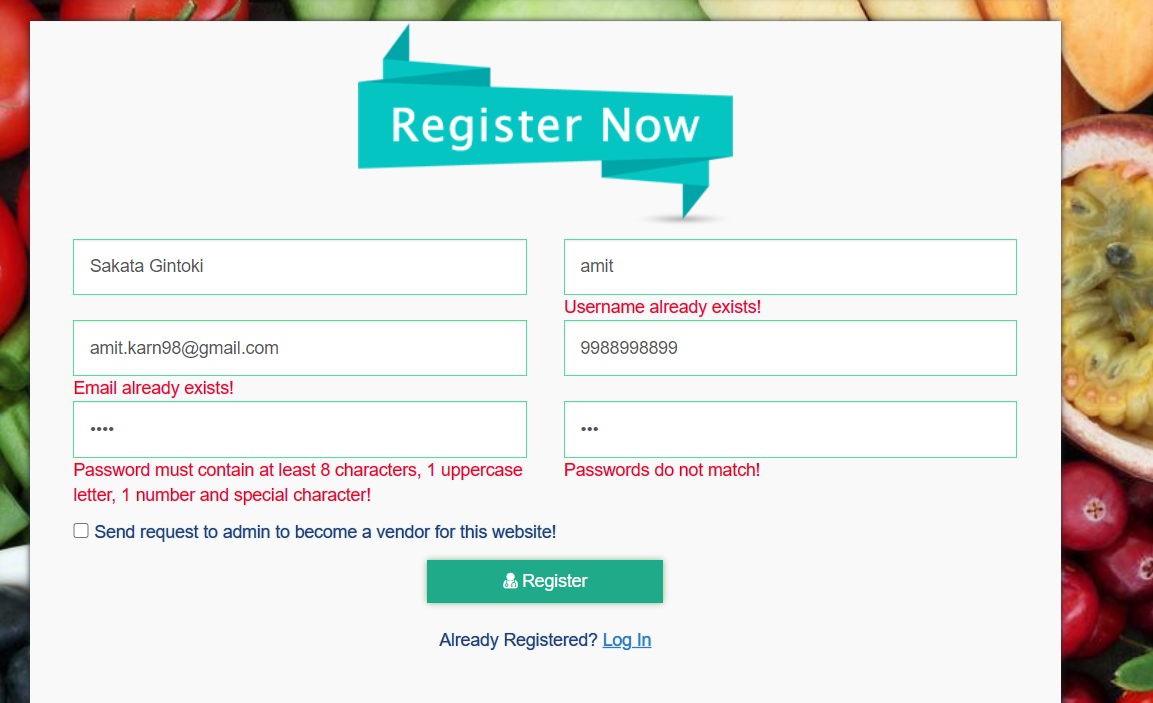 Register Now
Sakata Gintoki
amit
Username already exists!
amit.karn98@gmail.com
9988998899
Email already exists!
••••
•••
Password must contain at least 8 characters, 1 uppercase
letter, 1 number and special character!
Passwords do not match!
Send request to admin to become a vendor for this website!
Register
Already Registered? Log In